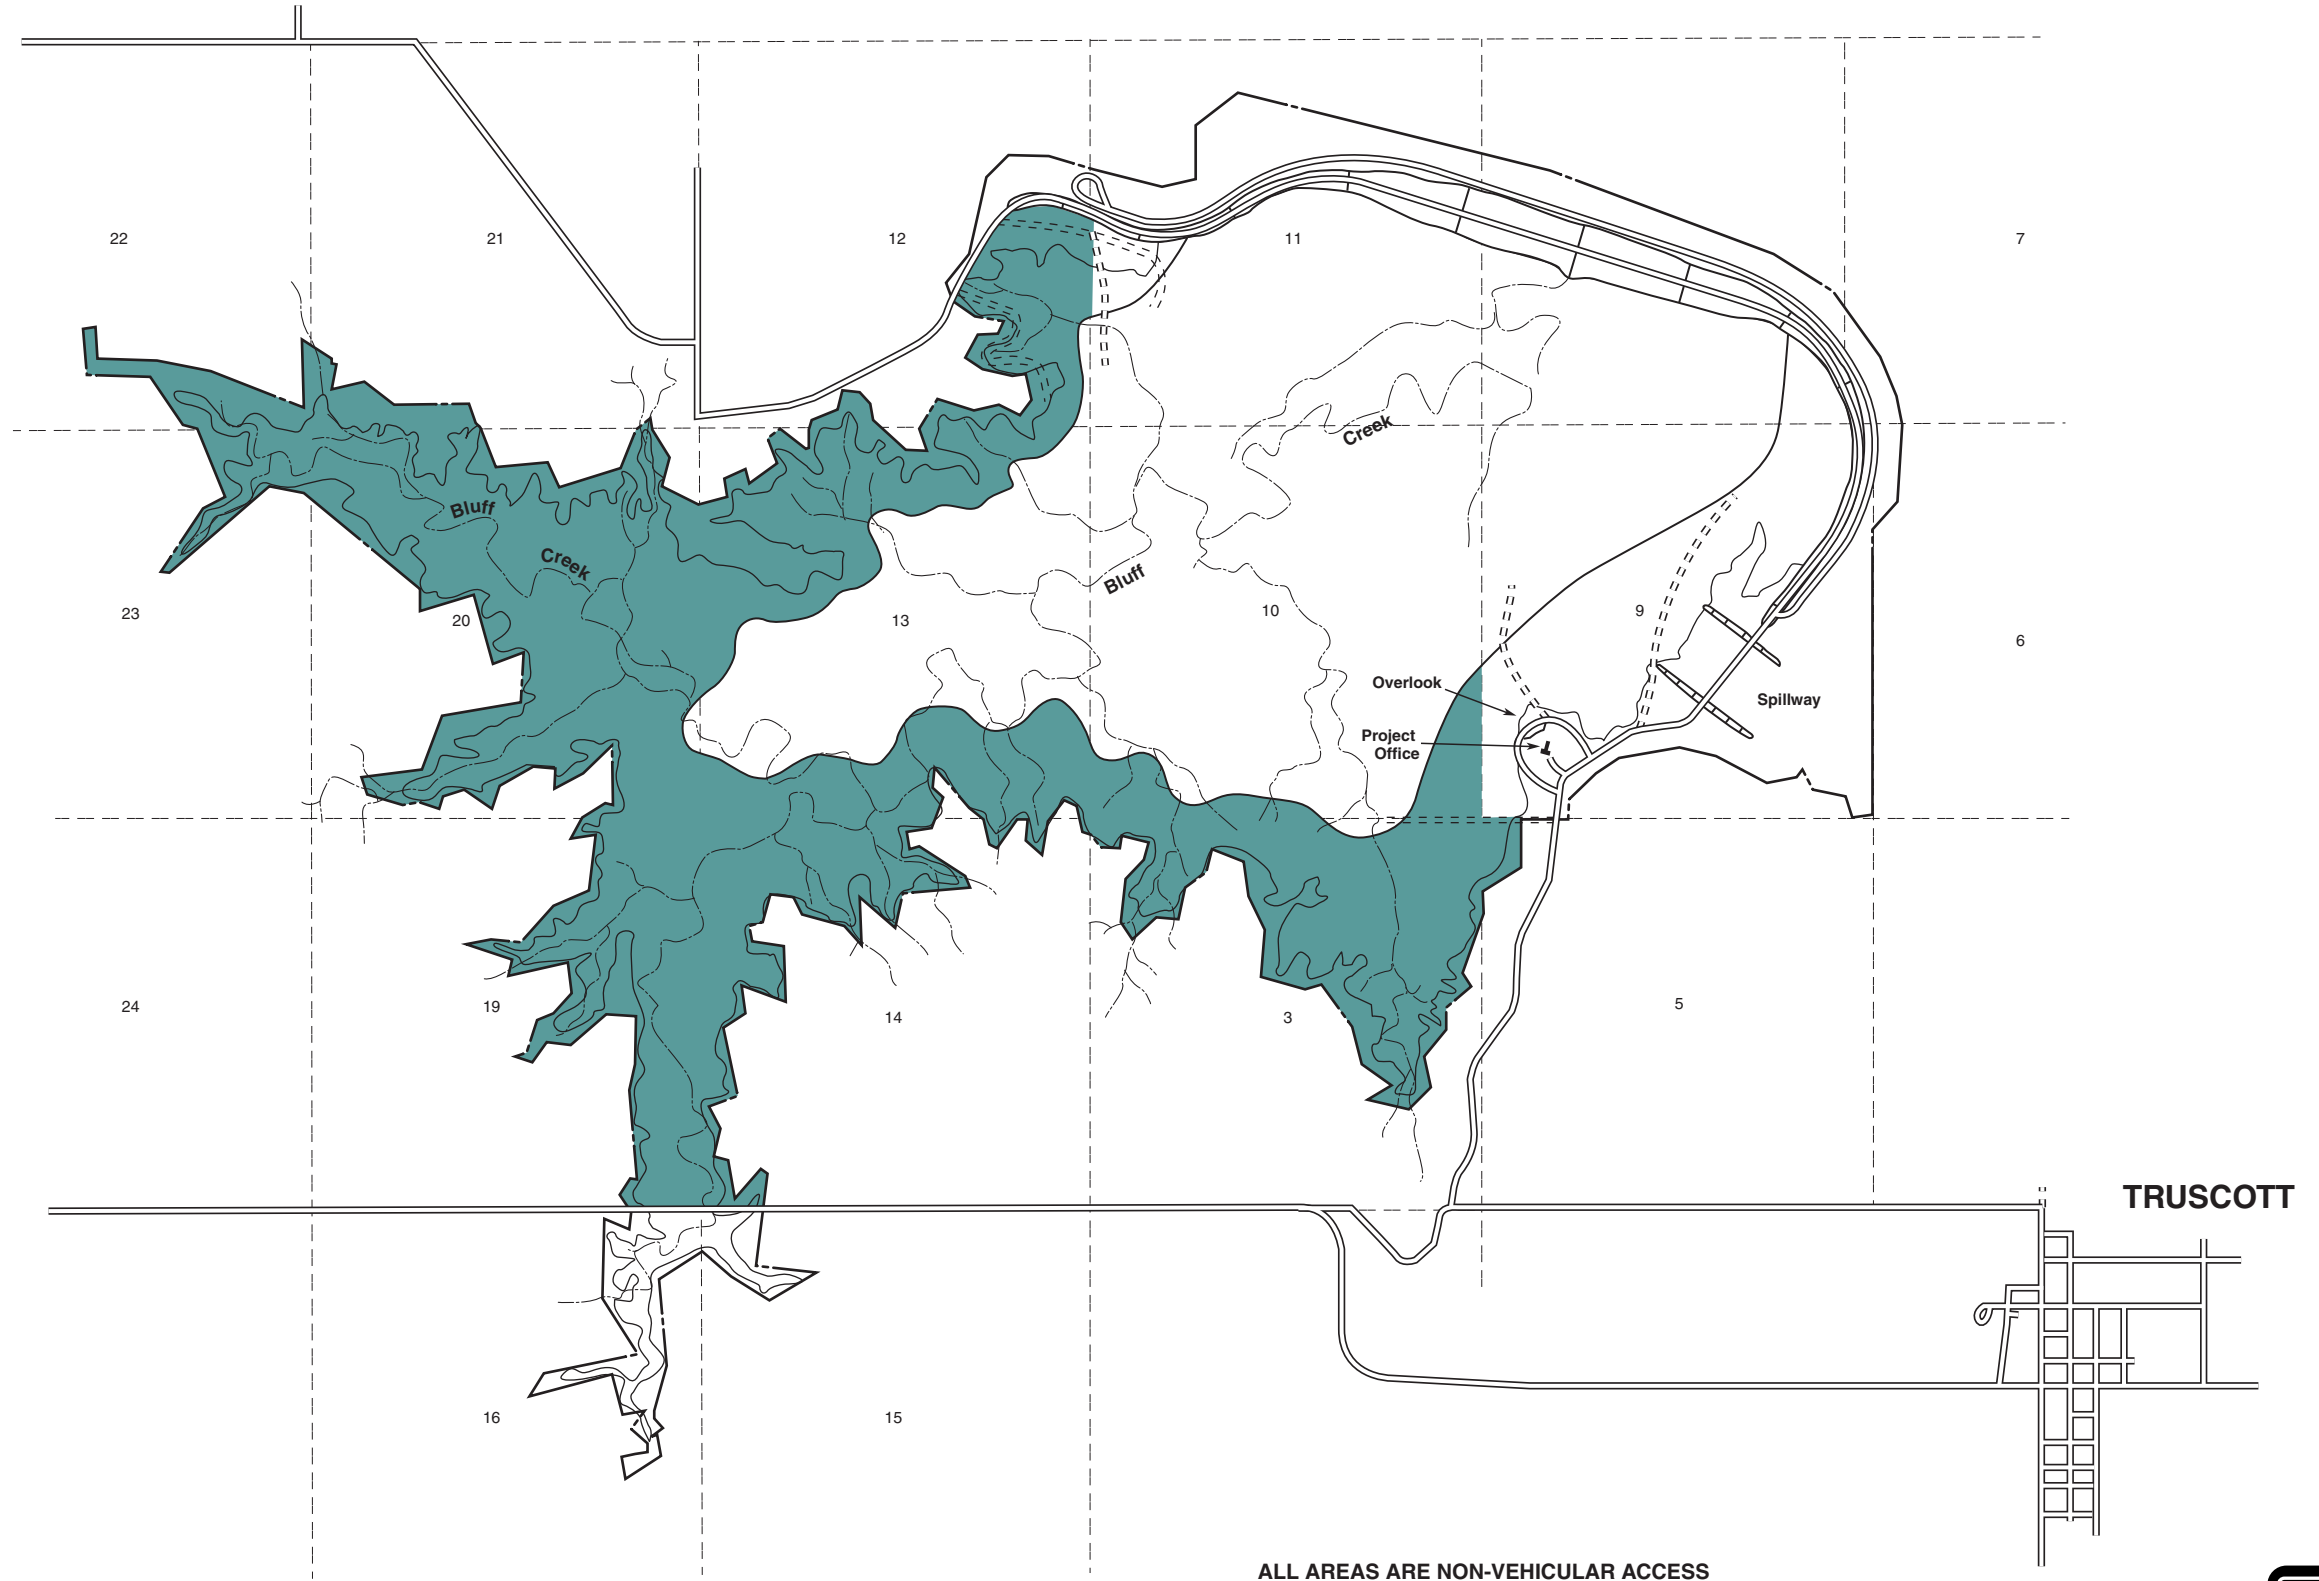 22
21
12
11
7
Creek
Bluff
Creek
Bluff
23
20
13
10
9
6
Overlook
Spillway
Project
Office
24
19
14
3
5
TRUSCOTT
16
15
ALL AREAS ARE NON-VEHICULAR ACCESS